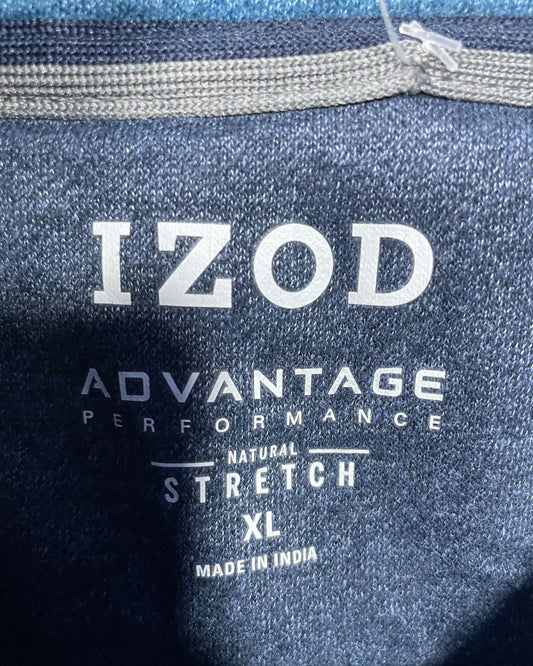 IZOD
ADVANTAGE
PERFORMANCE
NATURAL
STRETCH
XL
MADE IN INDIA